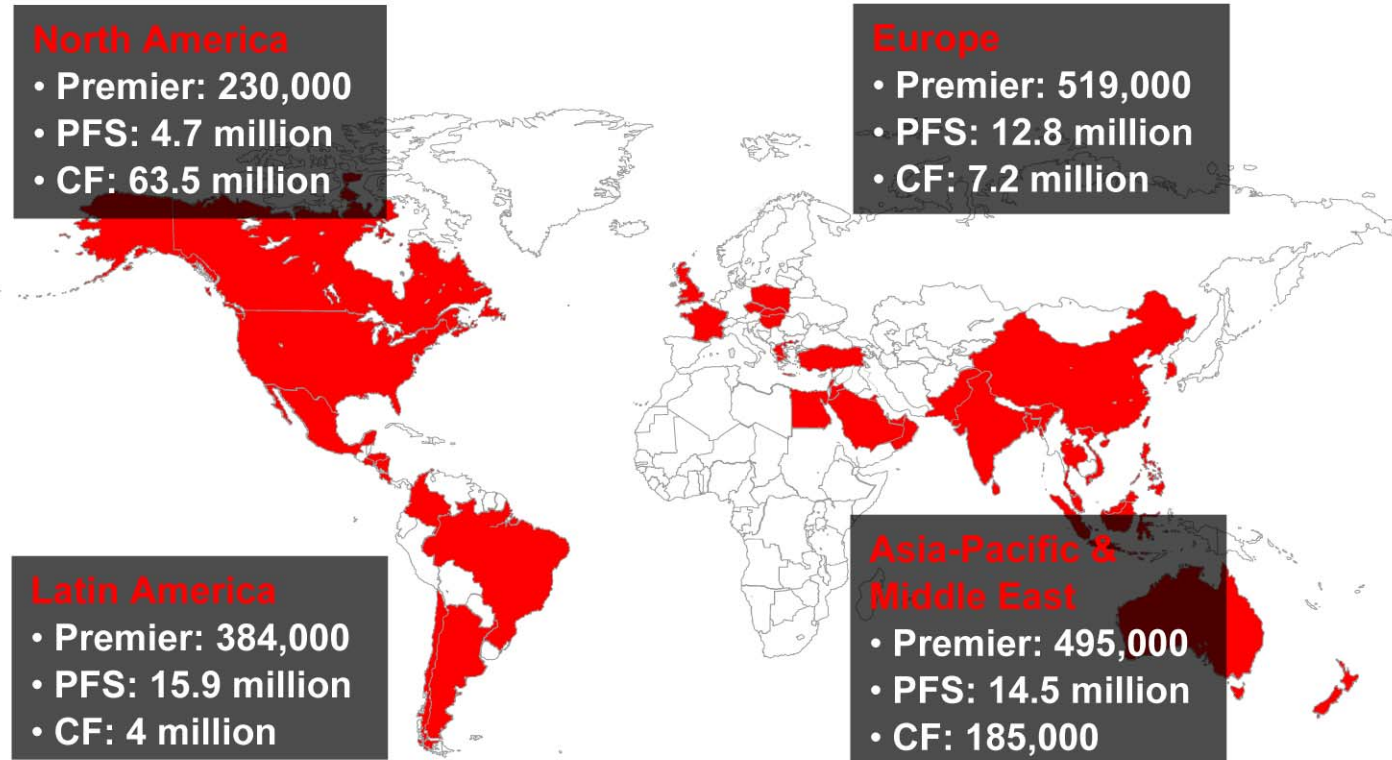 North America
• Premier: 230,000
• PFS: 4.7 million
• CF: 63.5 million
Europe
• Premier: 519,000
• PFS: 12.8 million
• CF: 7.2 million
Latin America
• Premier: 384,000
• PFS: 15.9 million
• CF: 4 million
Asia-Pacific &
Middle East
• Premier: 495,000
• PFS: 14.5 million
• CF: 185,000